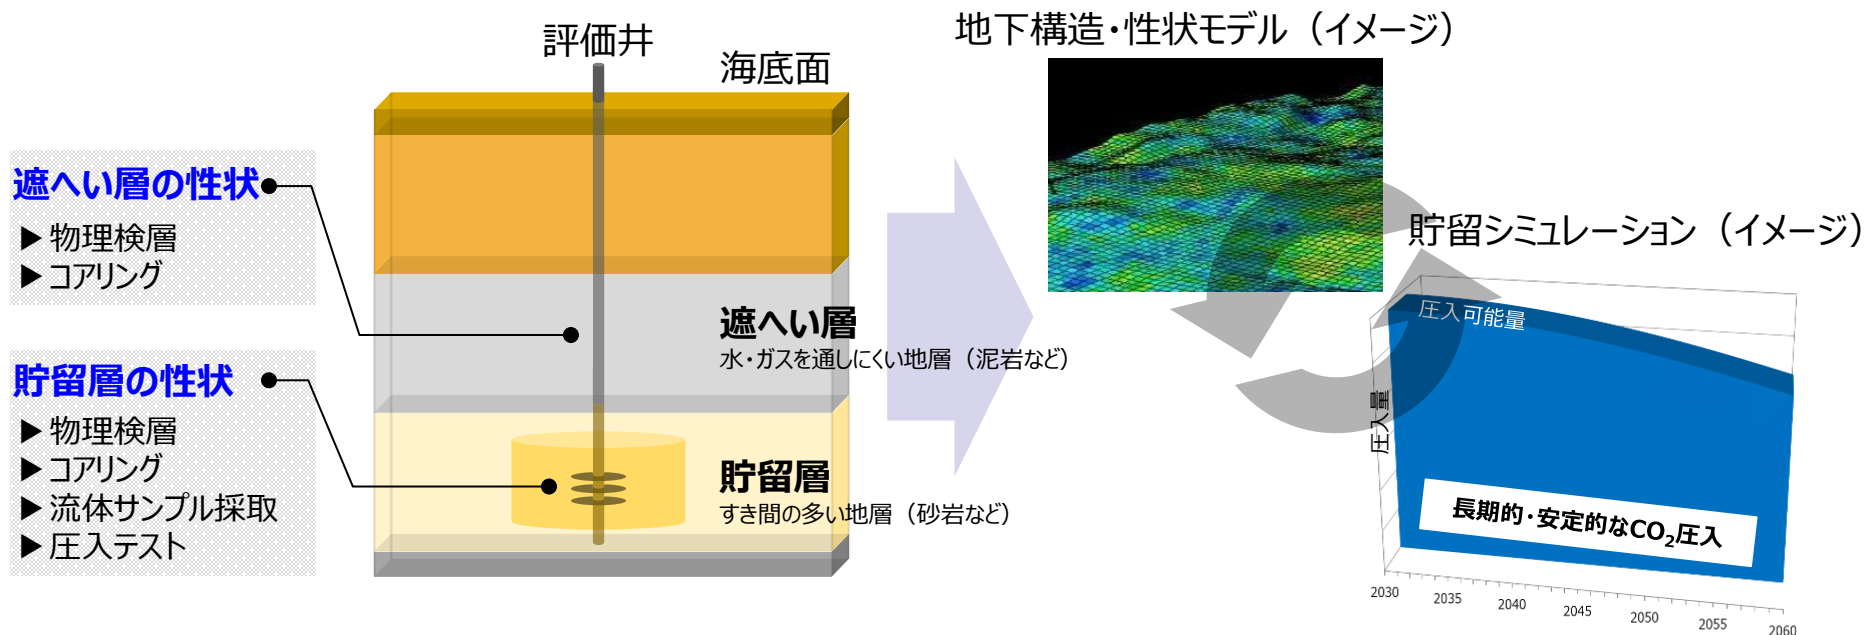 評価井
海底面
遮へい層の性状
▶物理検層
▶コアリング
貯留層の性状
▶物理検層
▶コアリング
▶流体サンプル採取
▶圧入テスト
遮へい層
水・ガスを通しにくい地層（泥岩など）
貯留層
すき間の多い地層（砂岩など）
地下構造・性状モデル（イメージ）
貯留シミュレーション（イメージ）
圧入可能量
圧入量
長期的・安定的なCO₂圧入
2030 2035 2040 2045 2050 2055 2060